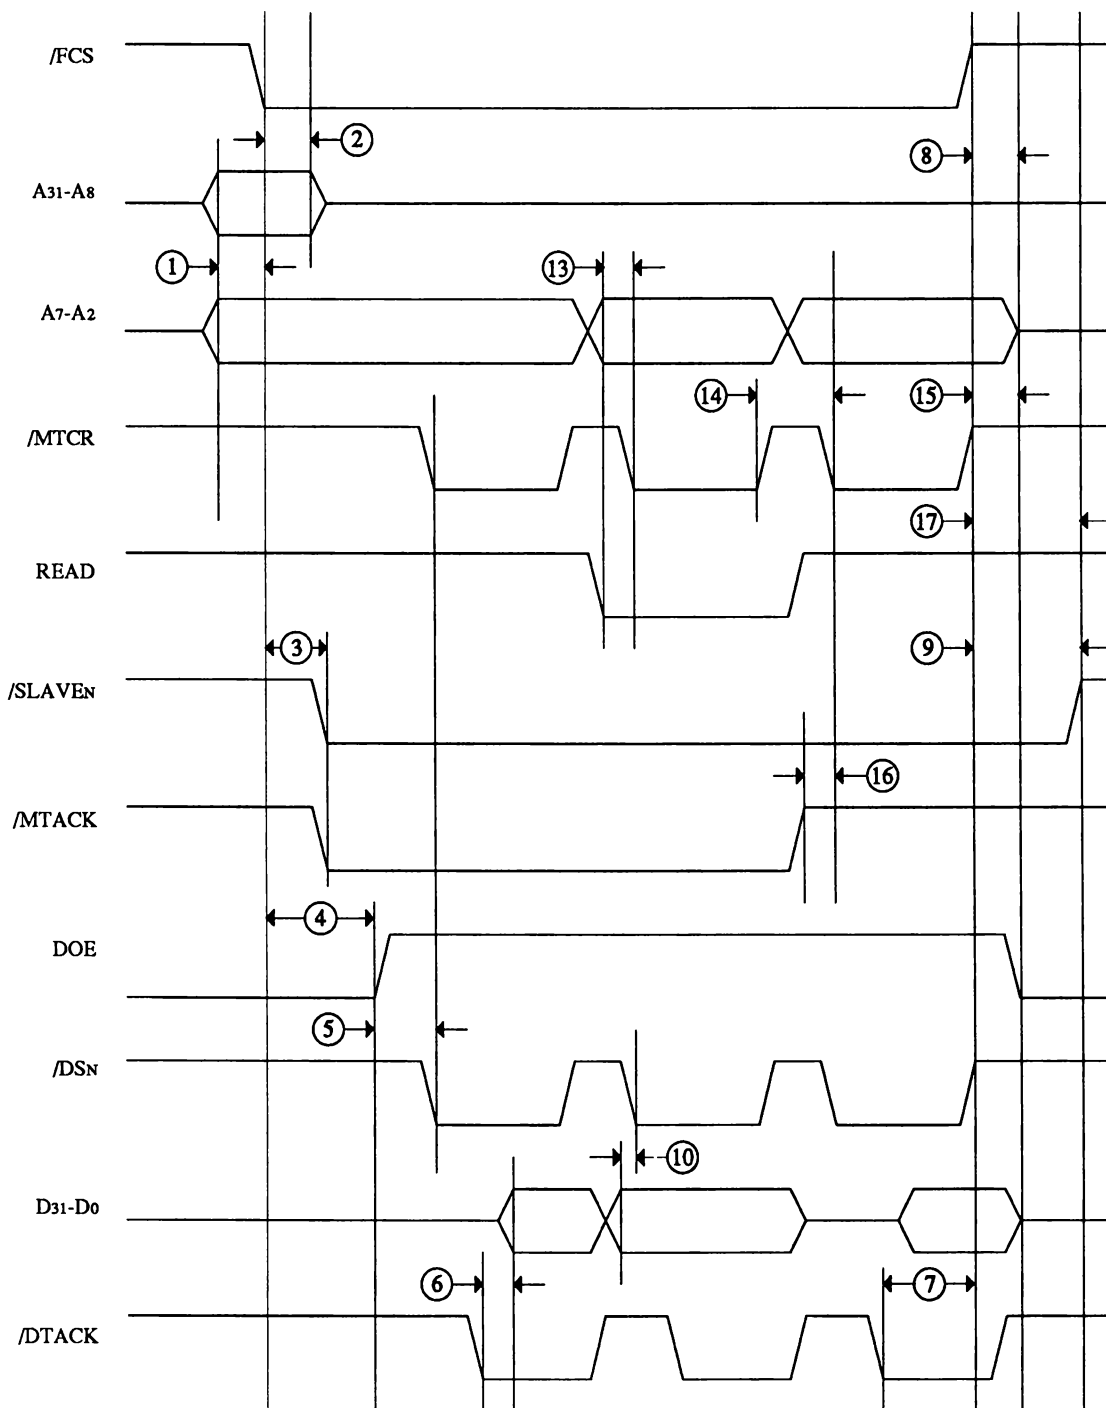 /FCS
2
8
A31-A8
1
13
A7-A2
14
15
/MTCR
17
READ
3
9
/SLAVEN
16
/MTACK
4
DOE
5
/DSN
10
D31-D0
6
7
/DTACK